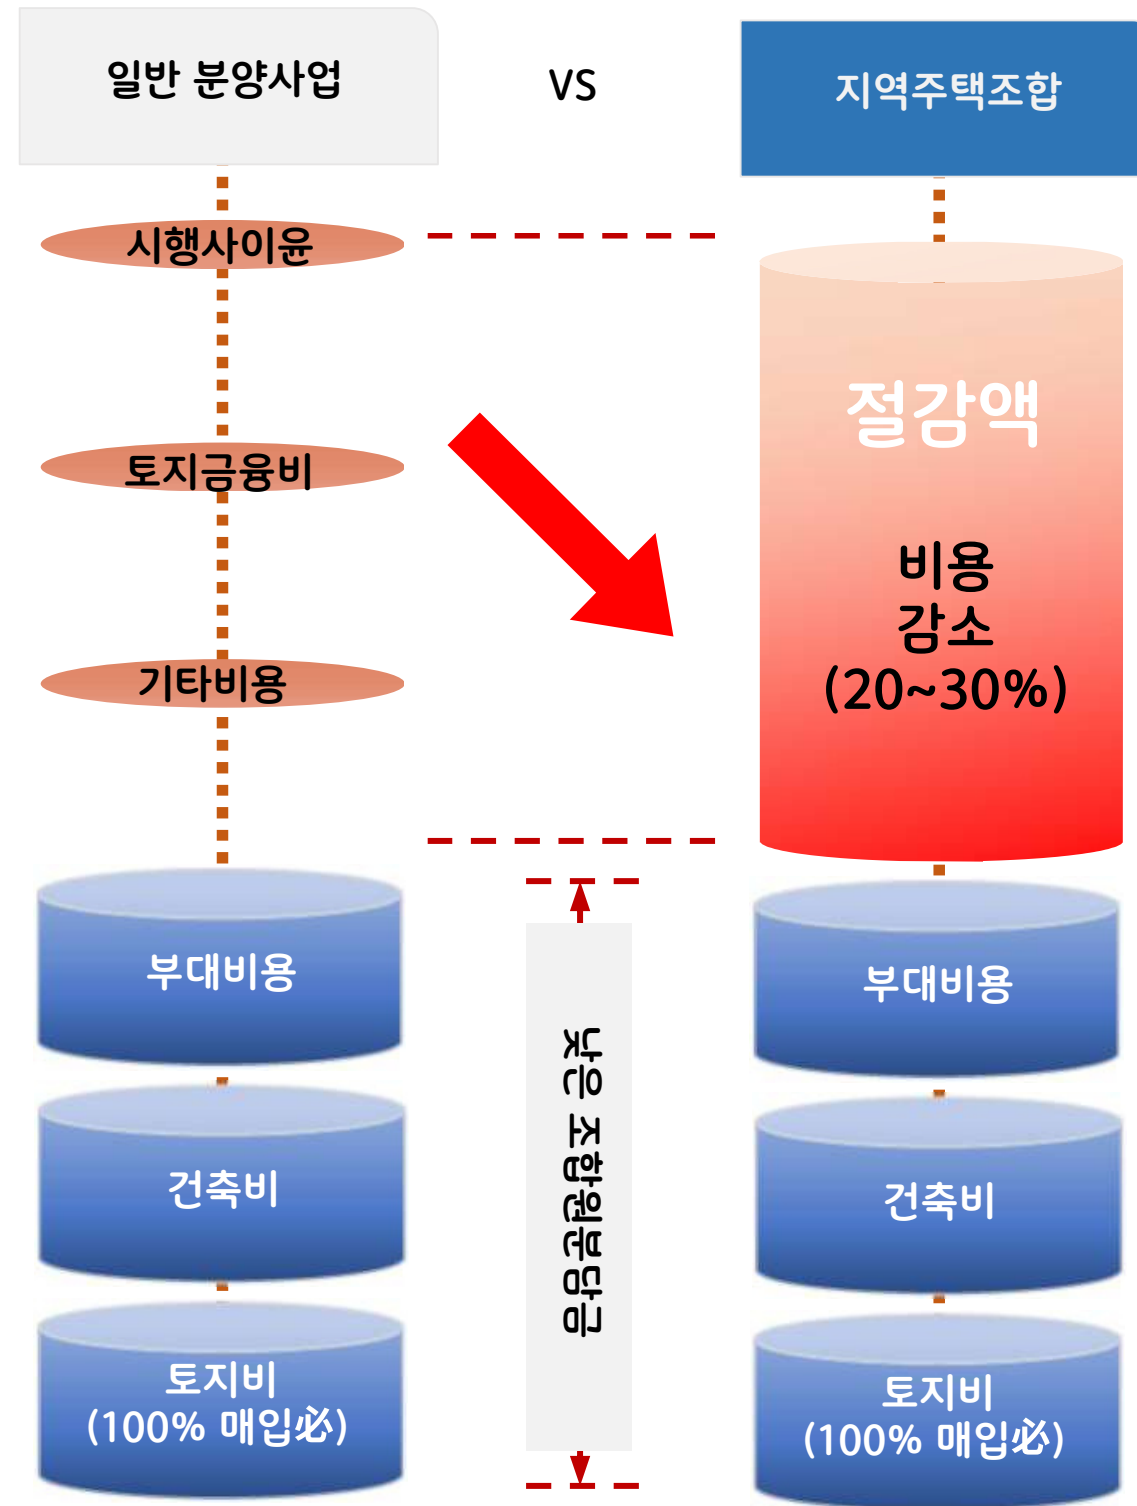 일반 분양사업
VS
지역주택조합
시행사이윤
토지금융비
기타비용
절감액
비용
감소
(20~30%)
부대비용
건축비
토지비
(100% 매입必)
낮은 조합원분담금
부대비용
건축비
토지비
(100% 매입必)